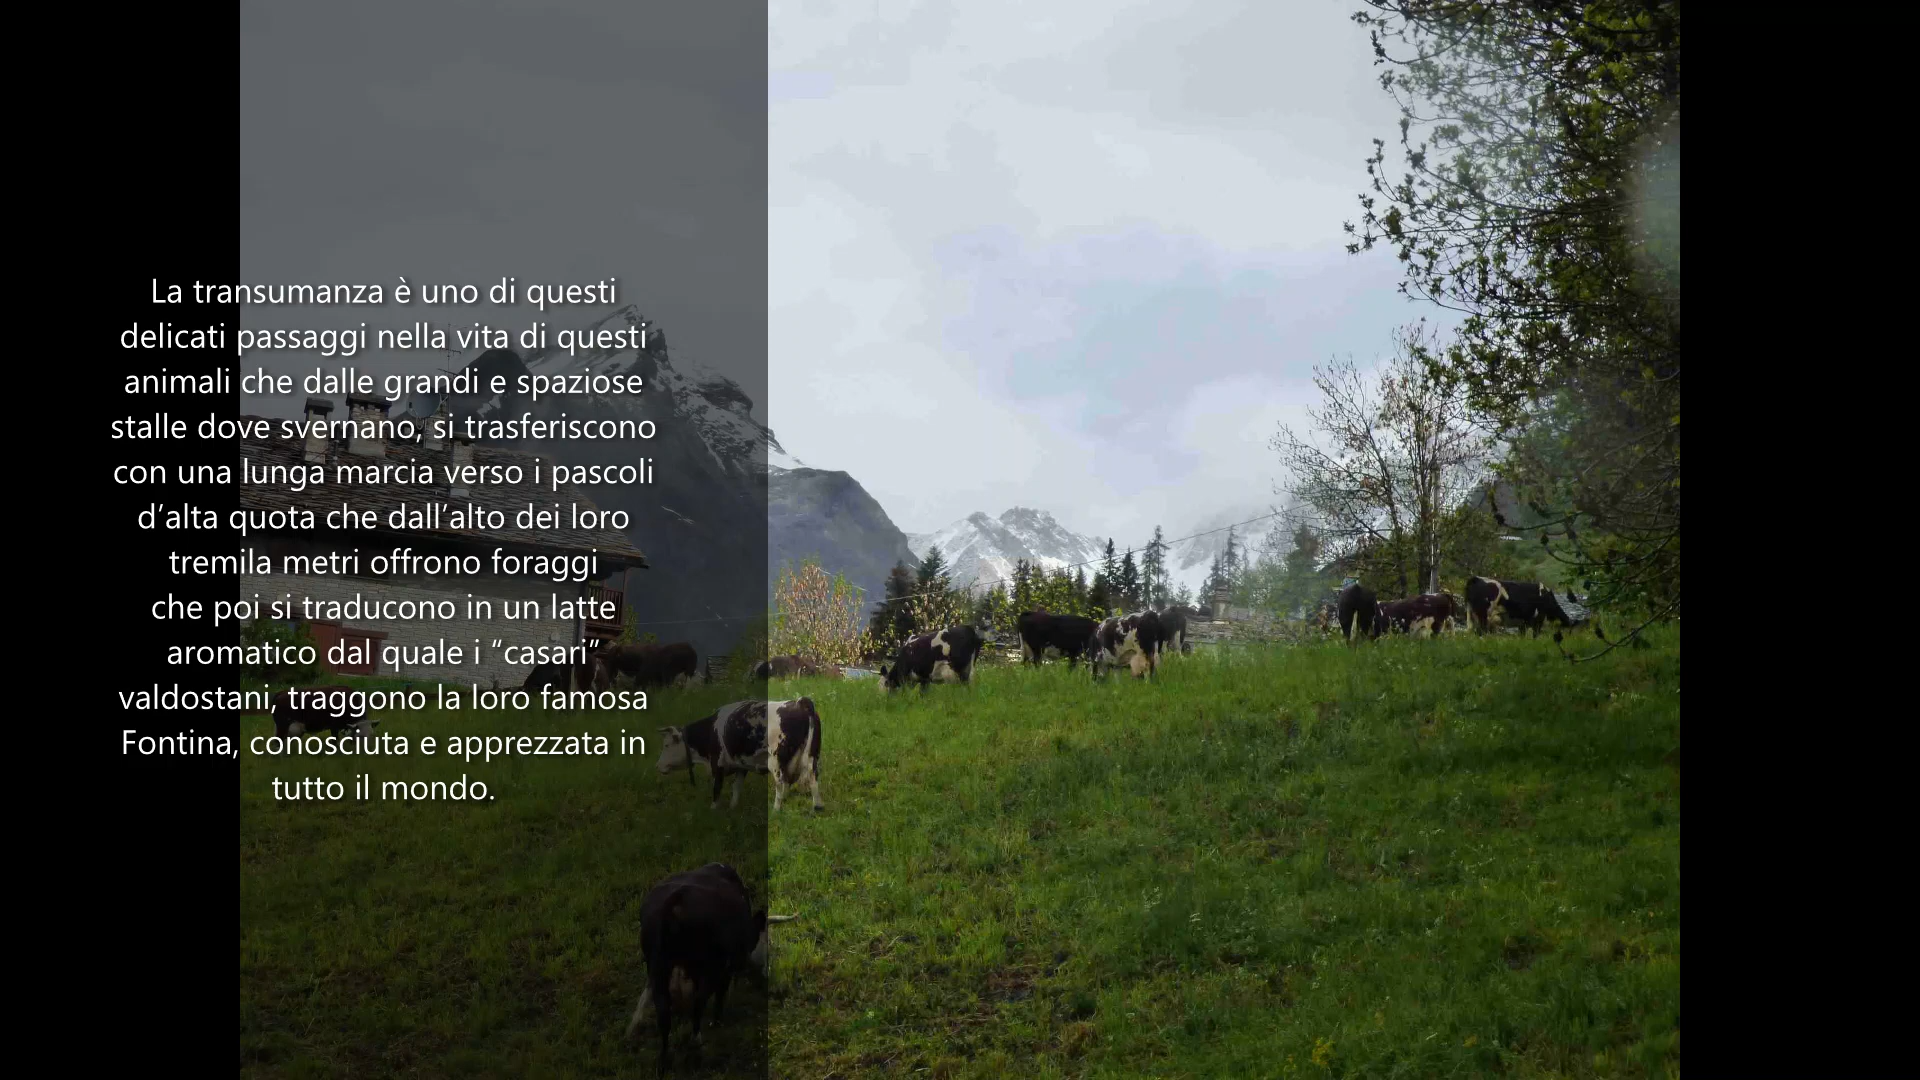 La transumanza è uno di questi
delicati passaggi nella vita di questi
animali che dalle grandi e spaziose
stalle dove svernano, si trasferiscono
con una lunga marcia verso i pascoli
d’alta quota che dall’alto dei loro
tremila metri offrono foraggi
che poi si traducono in un latte
aromatico dal quale i “casari”
valdostani, traggono la loro famosa
Fontina, conosciuta e apprezzata in
tutto il mondo.